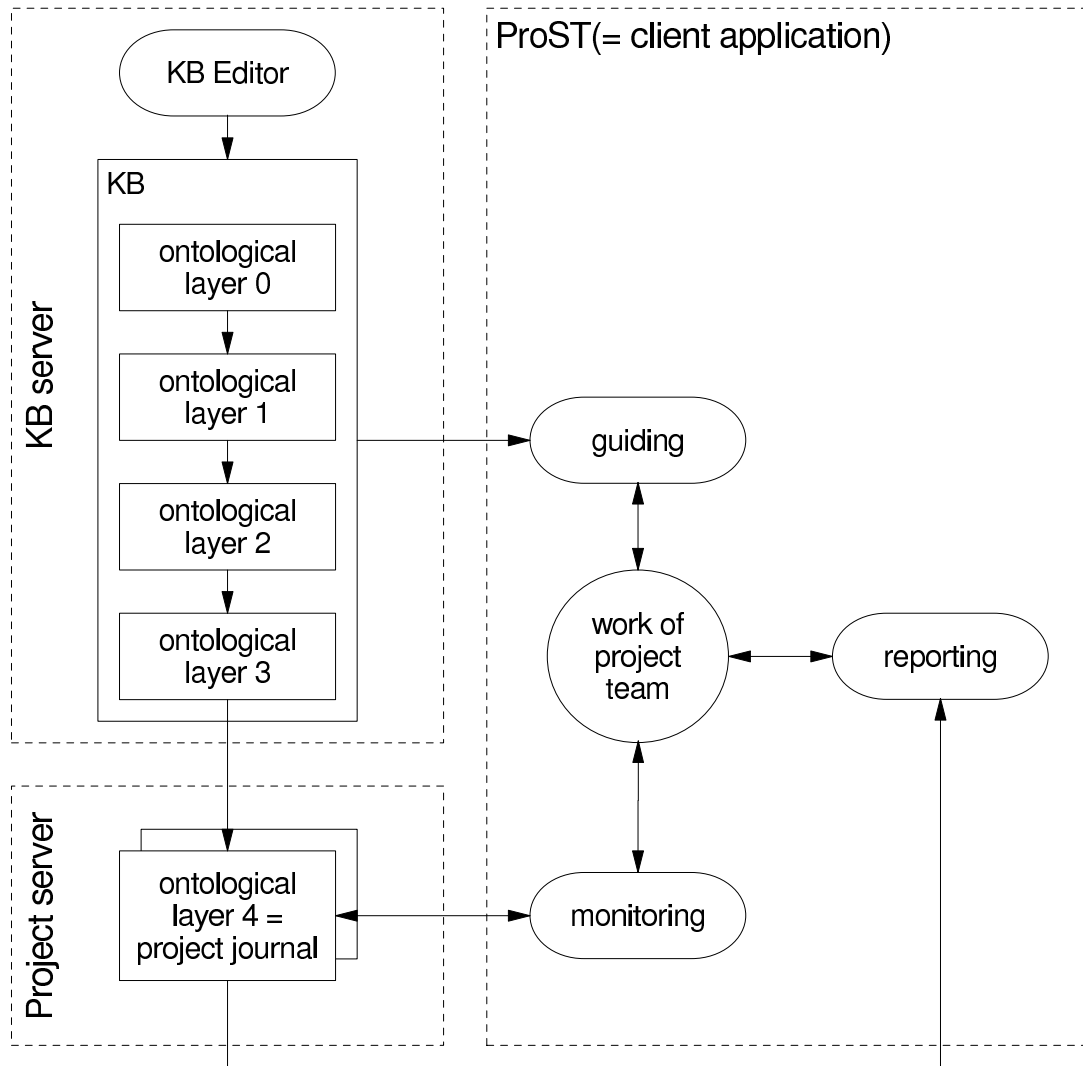 KB Editor
KB
ontological
layer 0
ontological
layer 1
ontological
layer 2
ontological
layer 3
KB server
ontological
layer 4 =
project journal
Project server
ProST(= client application)
guiding
work of
project
team
reporting
monitoring